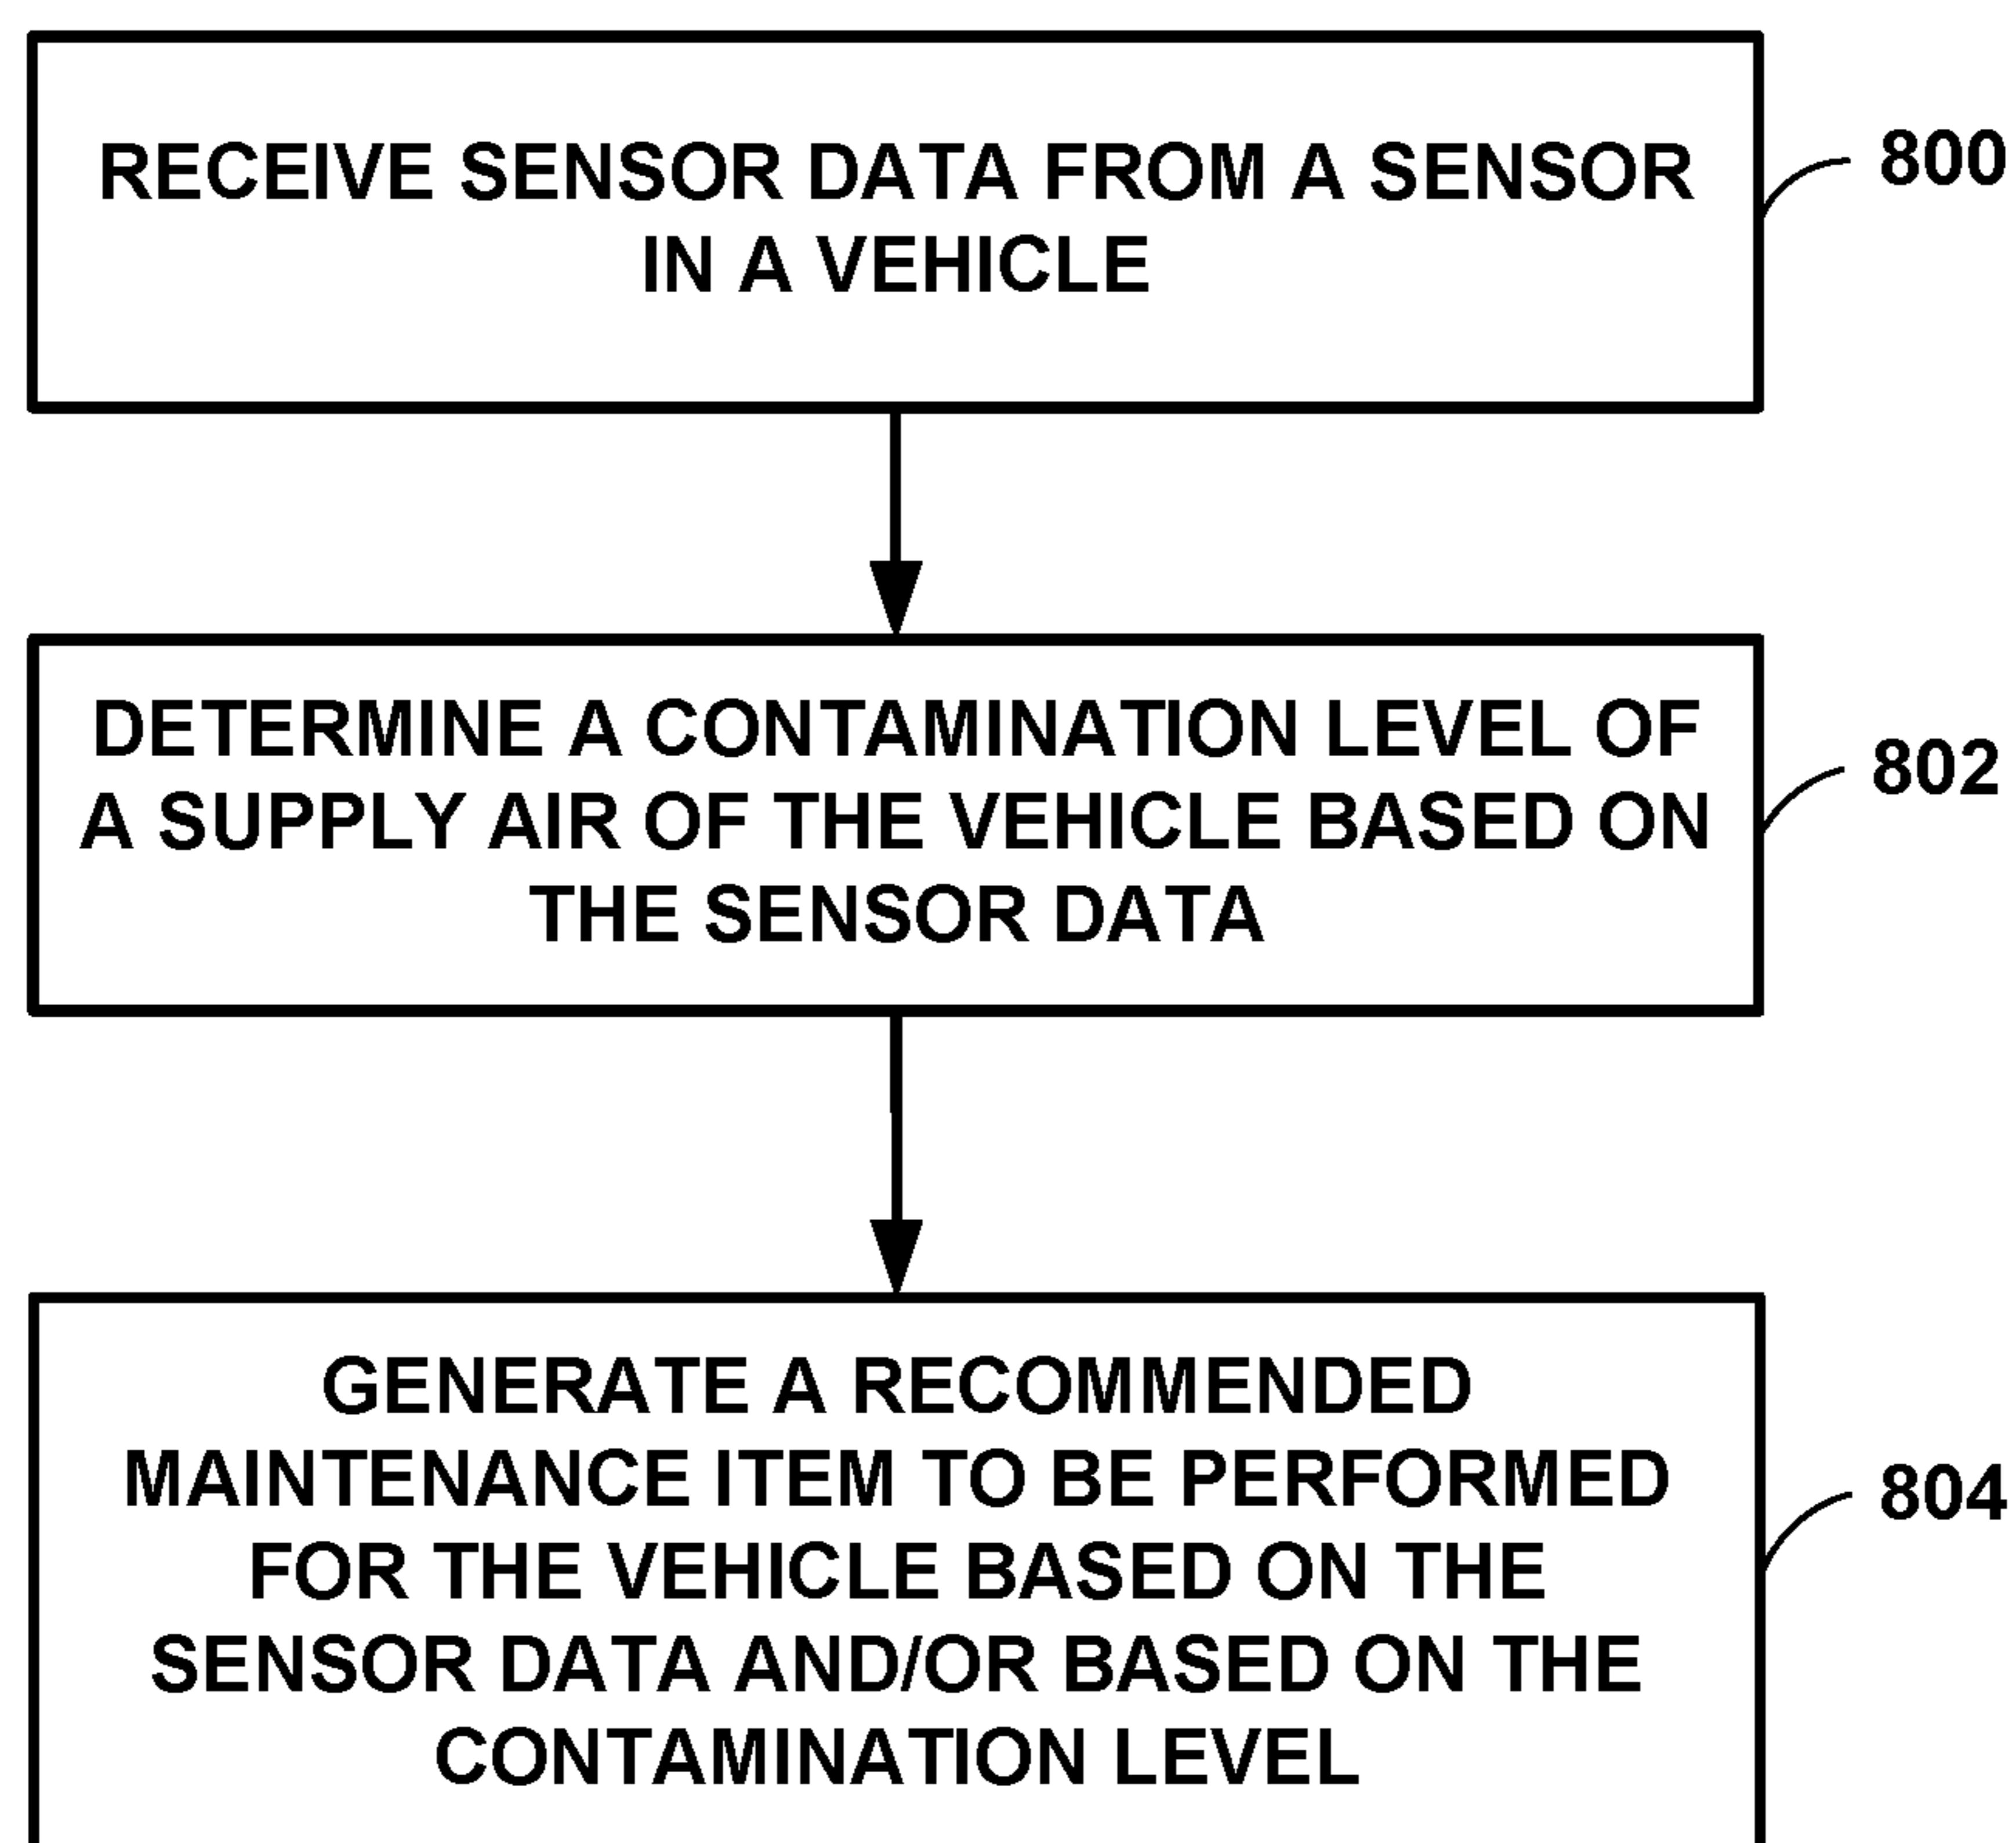 RECEIVE SENSOR DATA FROM A SENSOR
IN A VEHICLE
800
DETERMINE A CONTAMINATION LEVEL OF
A SUPPLY AIR OF THE VEHICLE BASED ON
THE SENSOR DATA
802
GENERATE A RECOMMENDED
MAINTENANCE ITEM TO BE PERFORMED
FOR THE VEHICLE BASED ON THE
SENSOR DATA AND/OR BASED ON THE
CONTAMINATION LEVEL
804